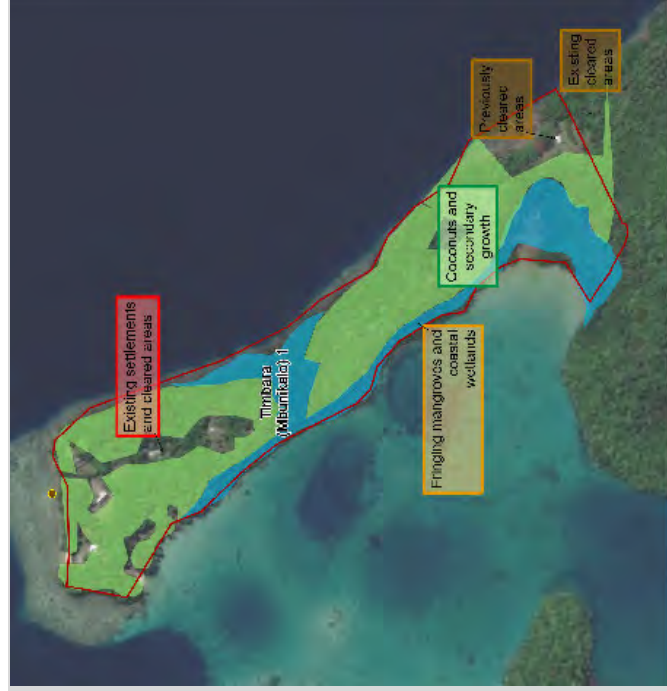 Existing settlements
and cleared areas
Timbara
(Mbunikalo) 1
Fringing mangroves and
coastal
wetlands
Coconuts and
secondary
growth
Previously
cleared
areas
Existing
cleared
areas